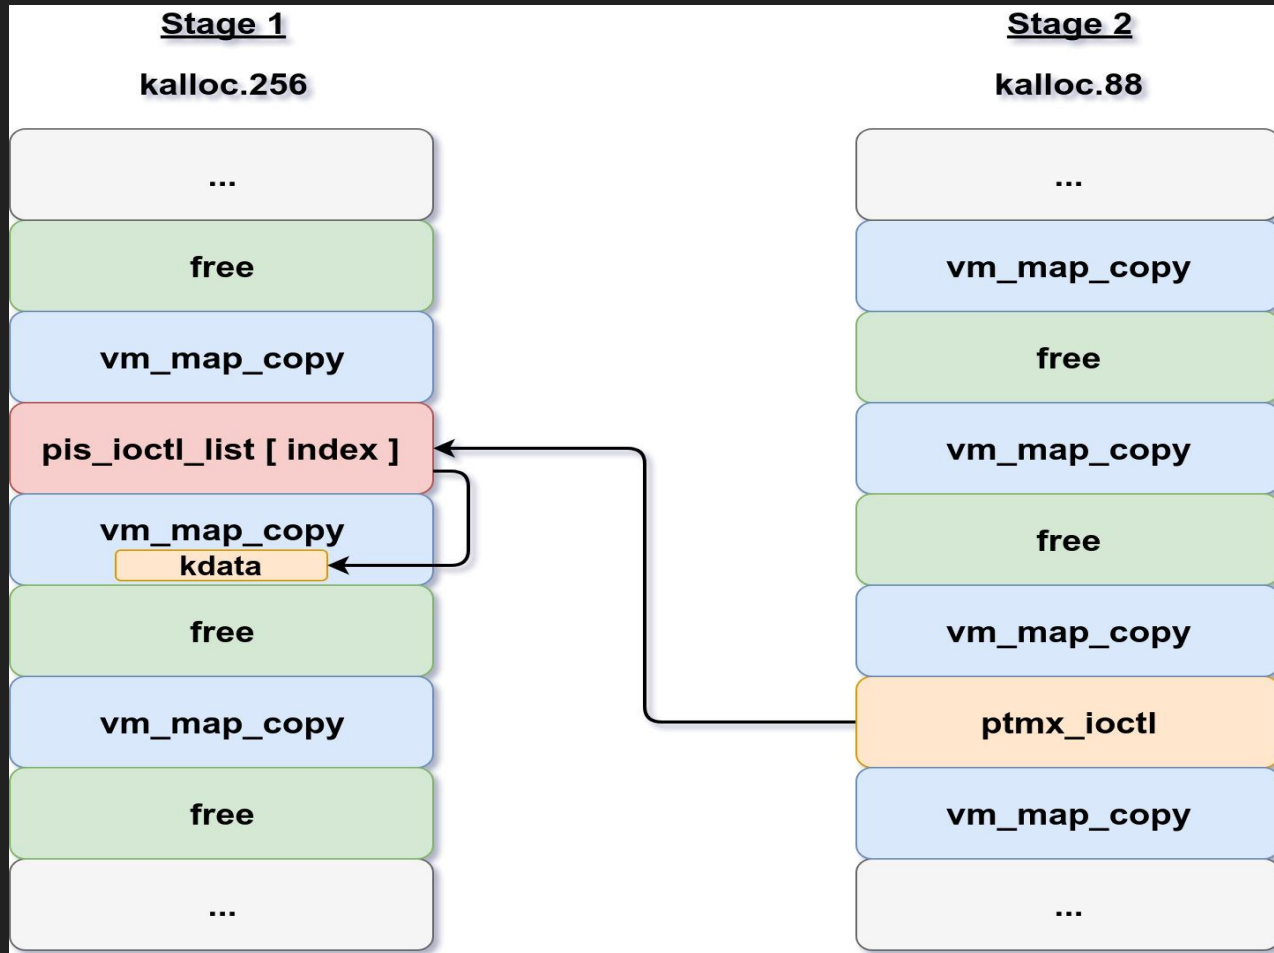 Stage 1
kalloc.256
...
free
vm_map_copy
pis_ioctl_list [ index ]
vm_map_copy
kdata
free
vm_map_copy
free
...
Stage 2
kalloc.88
...
vm_map_copy
free
vm_map_copy
free
vm_map_copy
ptmx_ioctl
vm_map_copy
...